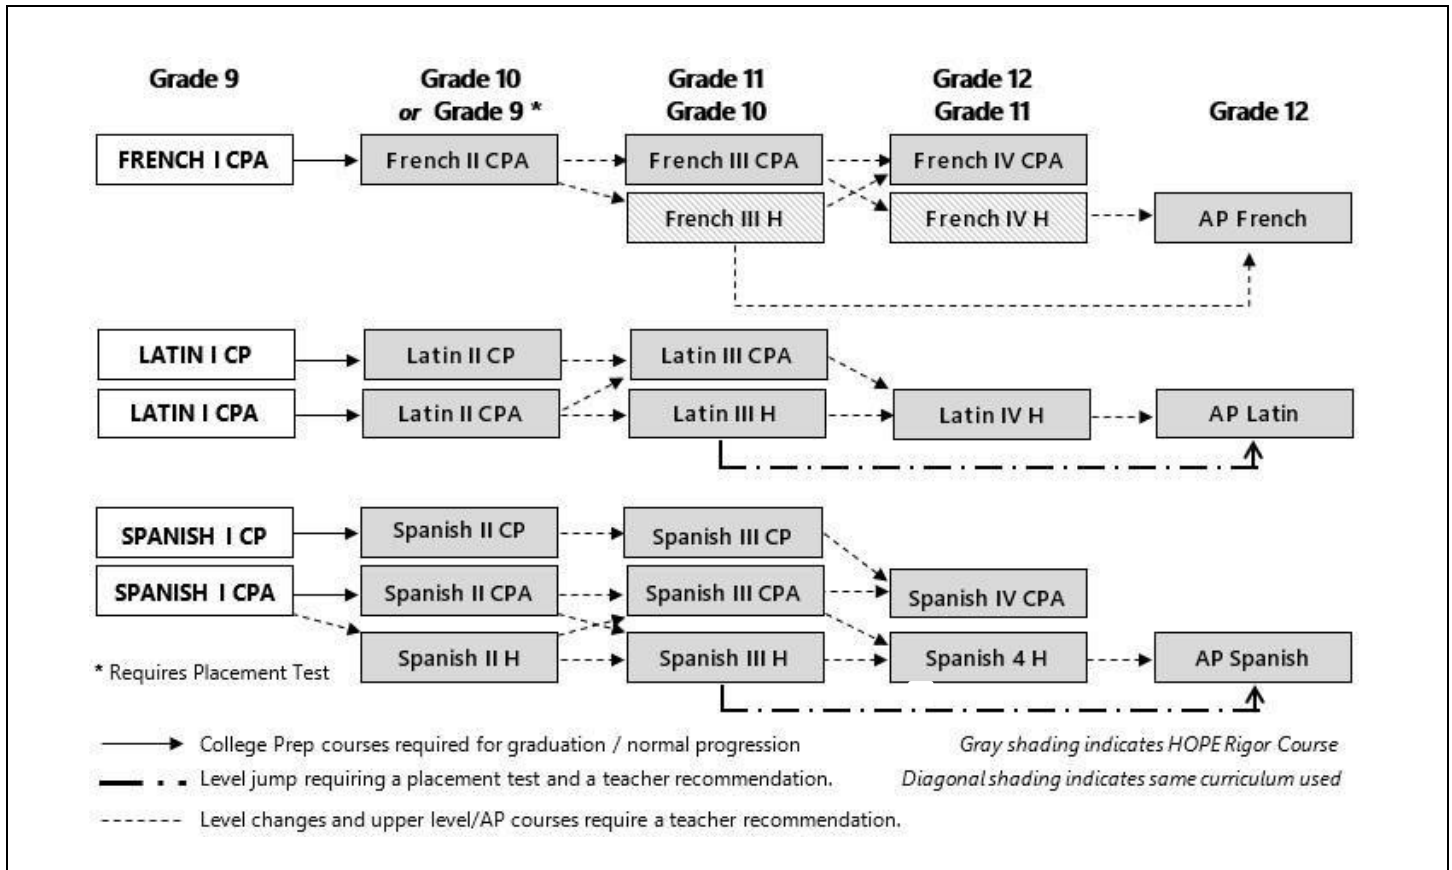 Grade 9
Grade 10
or Grade 9 *
Grade 11
Grade 10
Grade 12
Grade 11
Grade 12
FRENCH I CPA
French II CPA
French III CPA
French IV CPA
French III H
French IV H
AP French
LATIN I CP
Latin II CP
Latin III CPA
LATIN I CPA
Latin II CPA
Latin III H
Latin IV H
AP Latin
SPANISH I CP
Spanish II CP
Spanish III CP
SPANISH I CPA
Spanish II CPA
Spanish III CPA
Spanish IV CPA
Spanish II H
Spanish III H
Spanish 4 H
AP Spanish
* Requires Placement Test
College Prep courses required for graduation / normal progression
Gray shading indicates HOPE Rigor Course
Level jump requiring a placement test and a teacher recommendation.
Diagonal shading indicates same curriculum used
Level changes and upper level/AP courses require a teacher recommendation.